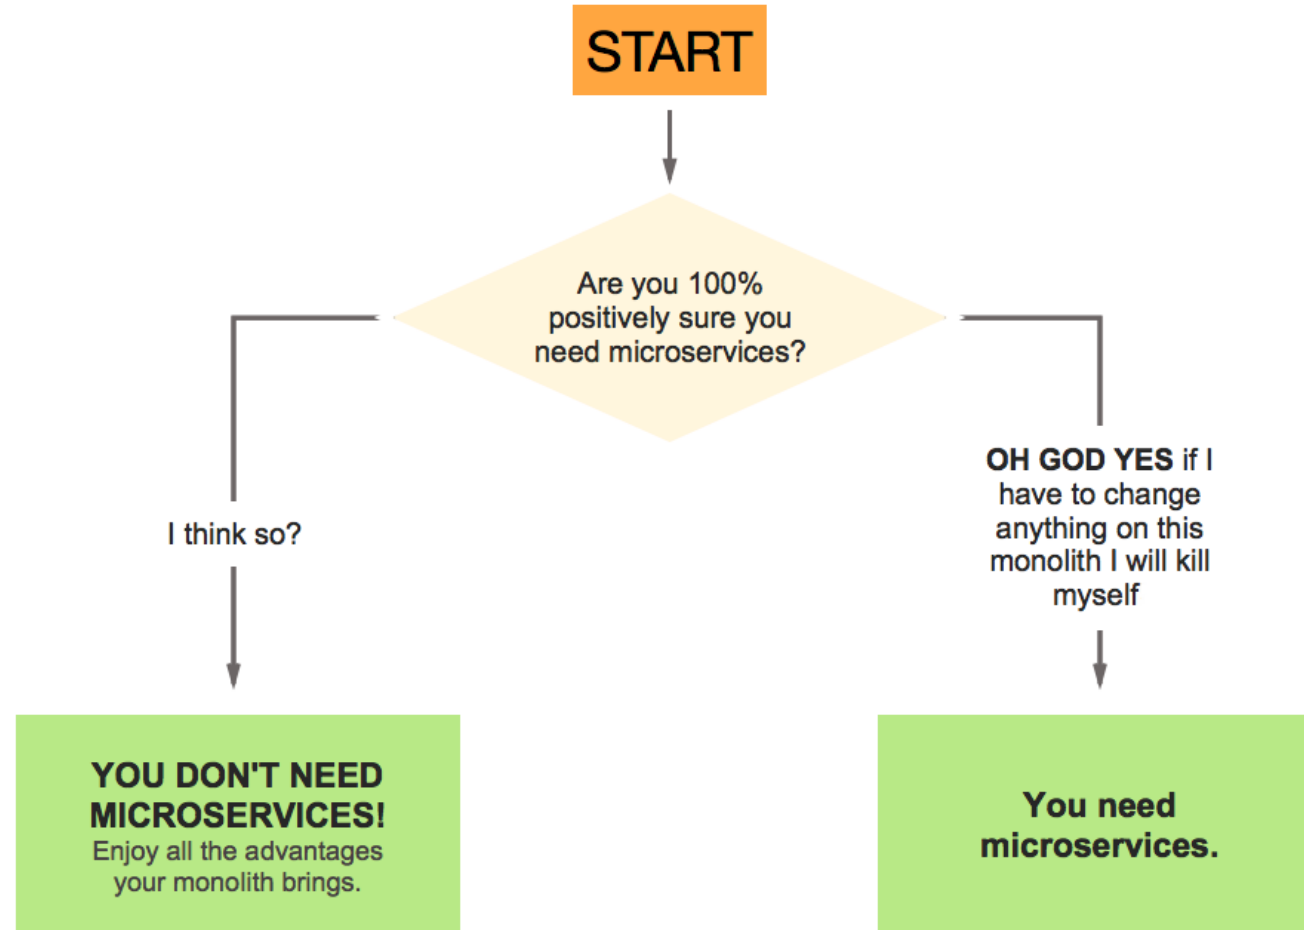 START
Are you 100%
positively sure you
need microservices?
I think so?
OH GOD YES if I
have to change
anything on this
monolith I will kill
myself
YOU DON'T NEED
MICROSERVICES!
Enjoy all the advantages
your monolith brings.
You need
microservices.